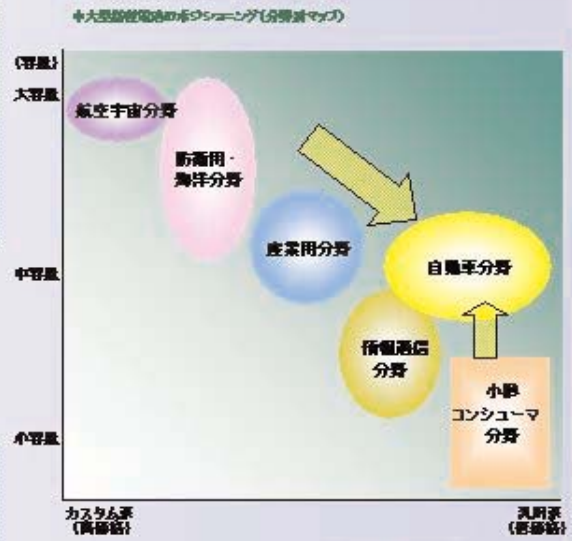 ◆大型蓄電池のポジショニング(分野別マップ)
(容量)
大容量
航空宇宙分野
防衛用・
海洋分野
産業用分野
自動車分野
中容量
情報通信
分野
小形
コンシューマ
分野
小容量
カスタム系
(高価格)
汎用系
(低価格)